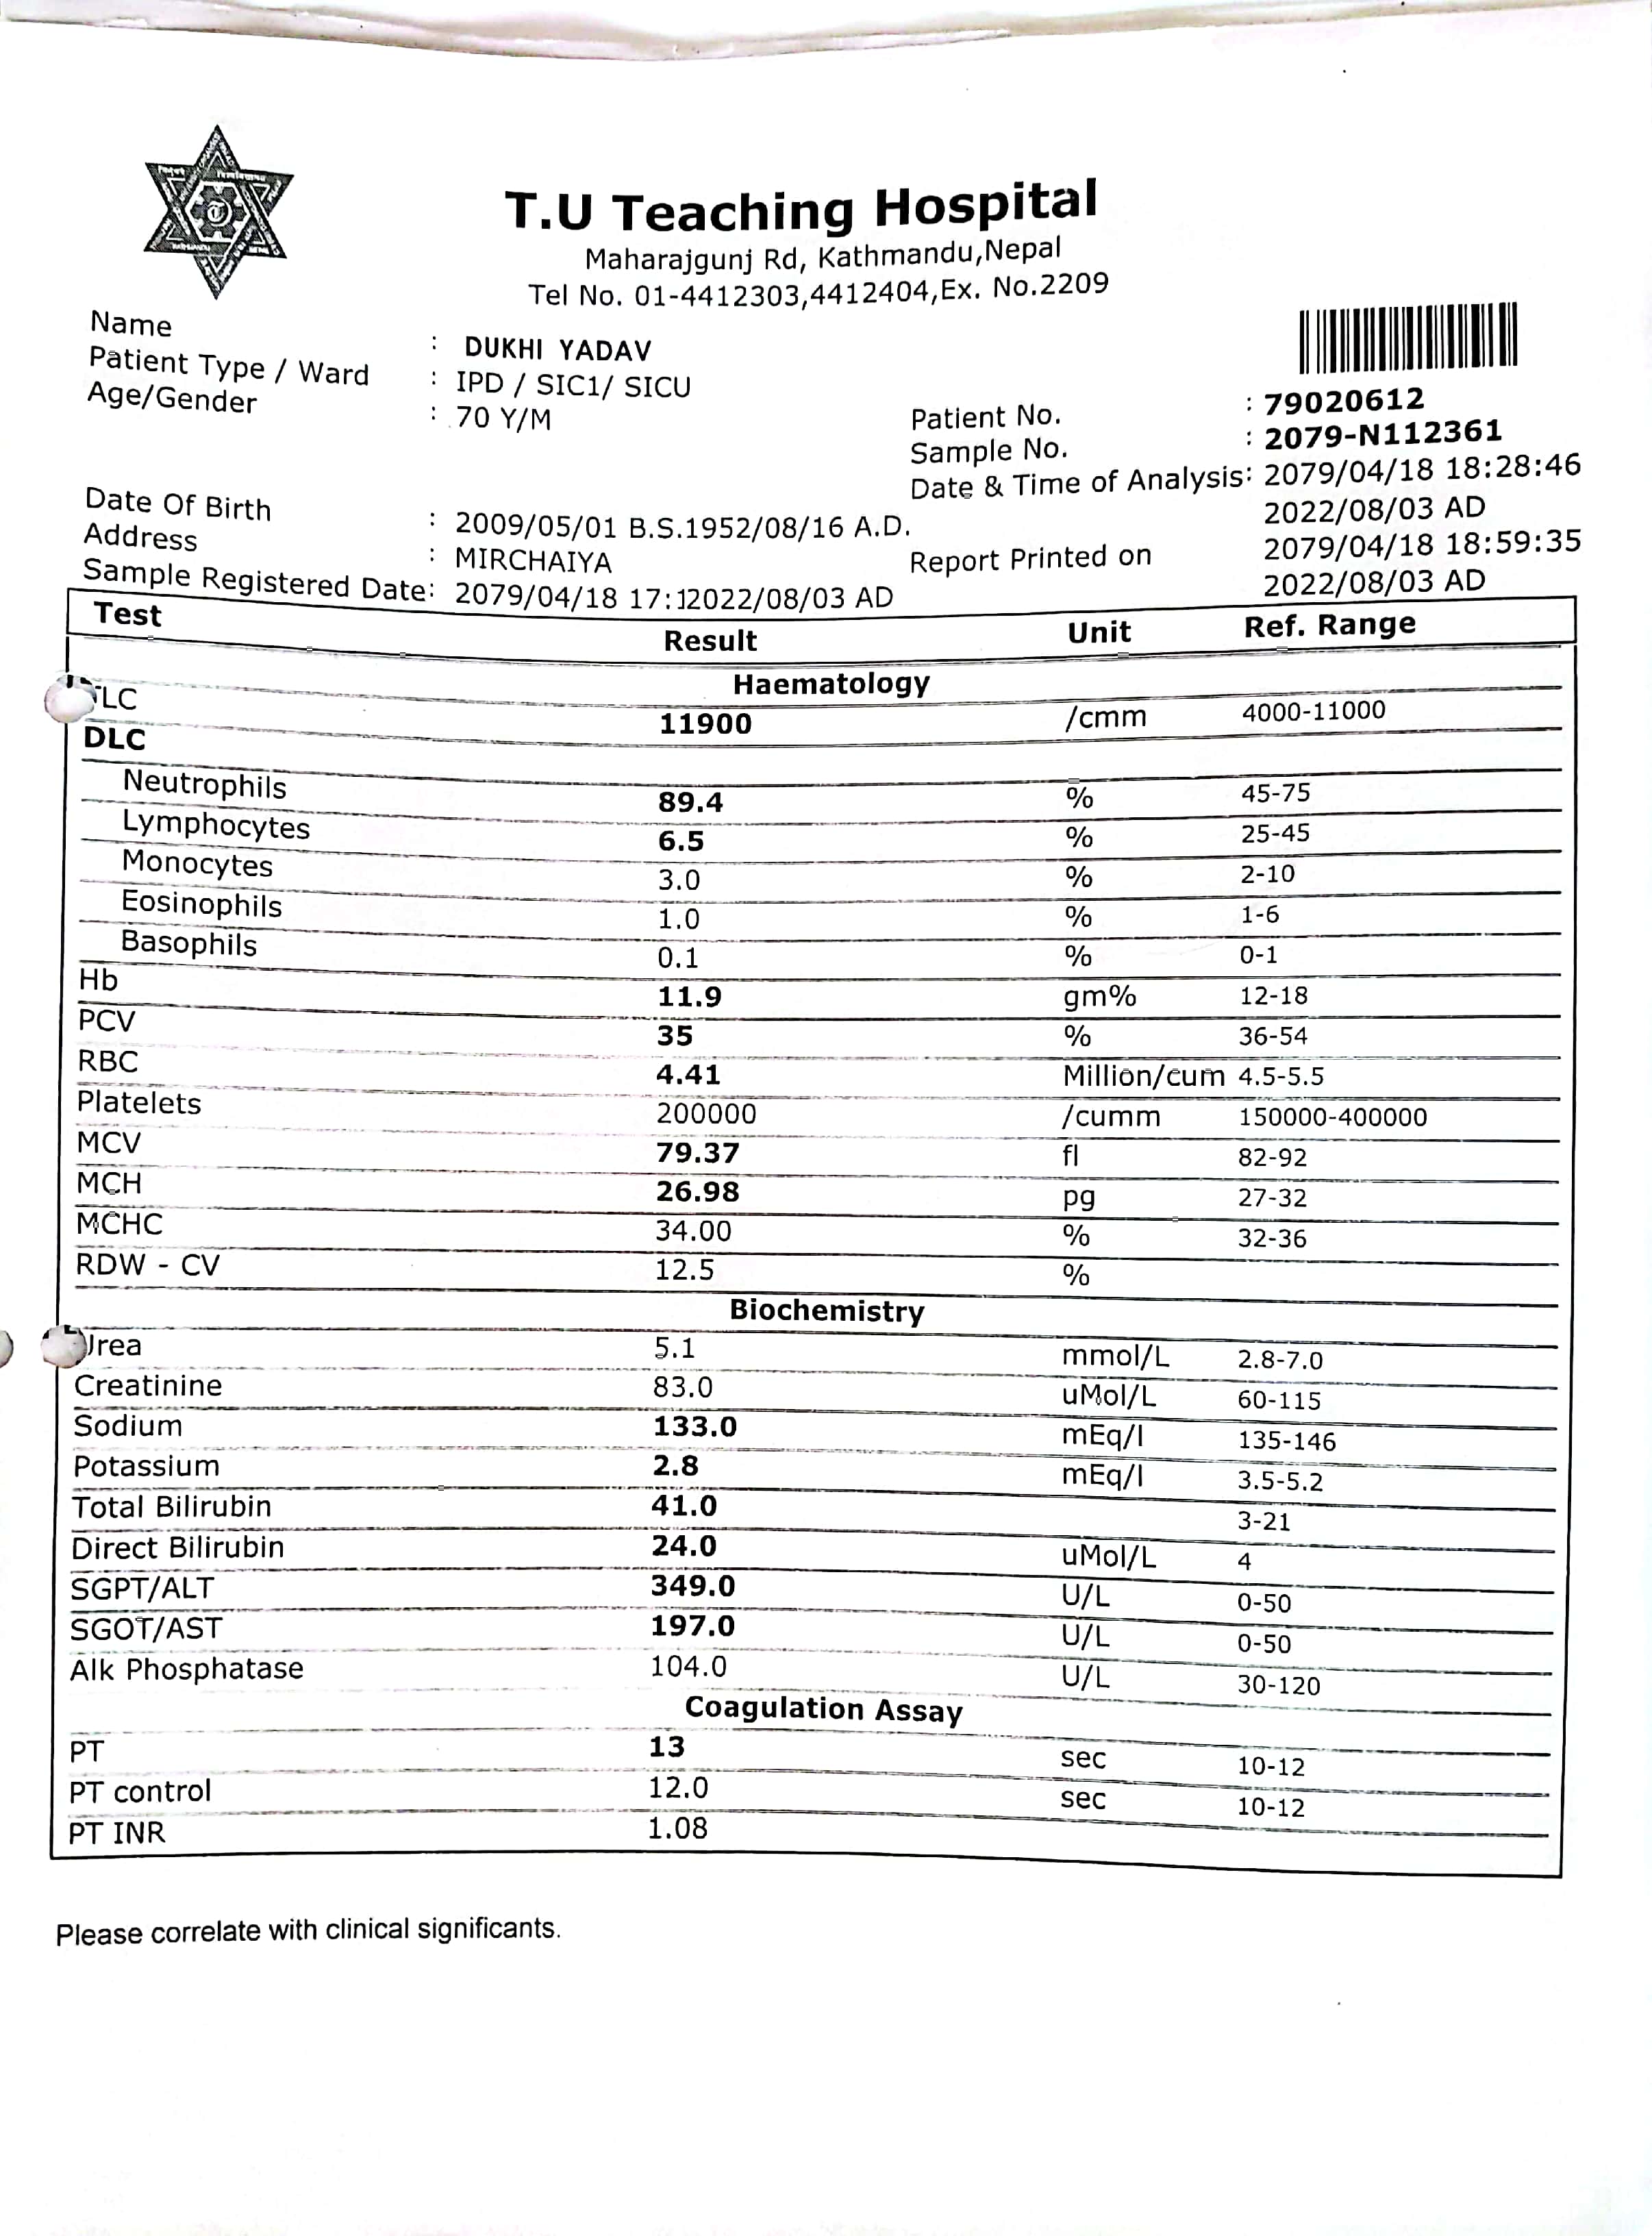 T.U Teaching Hospital
Maharajgunj Rd, Kathmandu,Nepal
Tel No. 01-4412303,4412404,Ex. No.2209
Name : DUKHI YADAV
Patient Type / Ward : IPD / SIC1/ SICU
Age/Gender : 70 Y/M
Patient No. : 79020612
Sample No. : 2079-N112361
Date & Time of Analysis: 2079/04/18 18:28:46
2022/08/03 AD
Date Of Birth : 2009/05/01 B.S.1952/08/16 A.D.
Address : MIRCHAIYA
Report Printed on 2079/04/18 18:59:35
2022/08/03 AD
Sample Registered Date: 2079/04/18 17:12022/08/03 AD
Test Result Unit Ref. Range
Haematology
TLC 11900 /cmm 4000-11000
DLC
Neutrophils 89.4 % 45-75
Lymphocytes 6.5 % 25-45
Monocytes 3.0 % 2-10
Eosinophils 1.0 % 1-6
Basophils 0.1 % 0-1
Hb 11.9 gm% 12-18
PCV 35 % 36-54
RBC 4.41 Million/cum 4.5-5.5
Platelets 200000 /cumm 150000-400000
MCV 79.37 fl 82-92
MCH 26.98 pg 27-32
MCHC 34.00 % 32-36
RDW - CV 12.5 %
Biochemistry
Urea 5.1 mmol/L 2.8-7.0
Creatinine 83.0 uMol/L 60-115
Sodium 133.0 mEq/l 135-146
Potassium 2.8 mEq/l 3.5-5.2
Total Bilirubin 41.0 3-21
Direct Bilirubin 24.0 uMol/L 4
SGPT/ALT 349.0 U/L 0-50
SGOT/AST 197.0 U/L 0-50
Alk Phosphatase 104.0 U/L 30-120
Coagulation Assay
PT 13 sec 10-12
PT control 12.0 sec 10-12
PT INR 1.08
Please correlate with clinical significants.